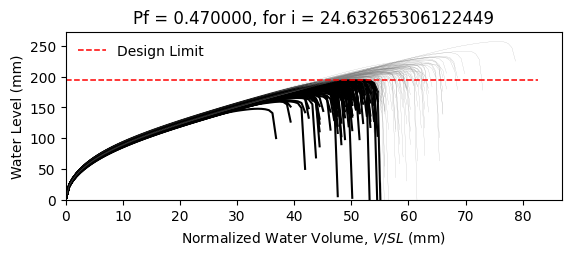 Pf = 0.470000, for i = 24.63265306122449
Water Level (mm)
250
200
150
100
50
0
Design Limit
0 10 20 30 40 50 60 70 80
Normalized Water Volume, V/SL (mm)